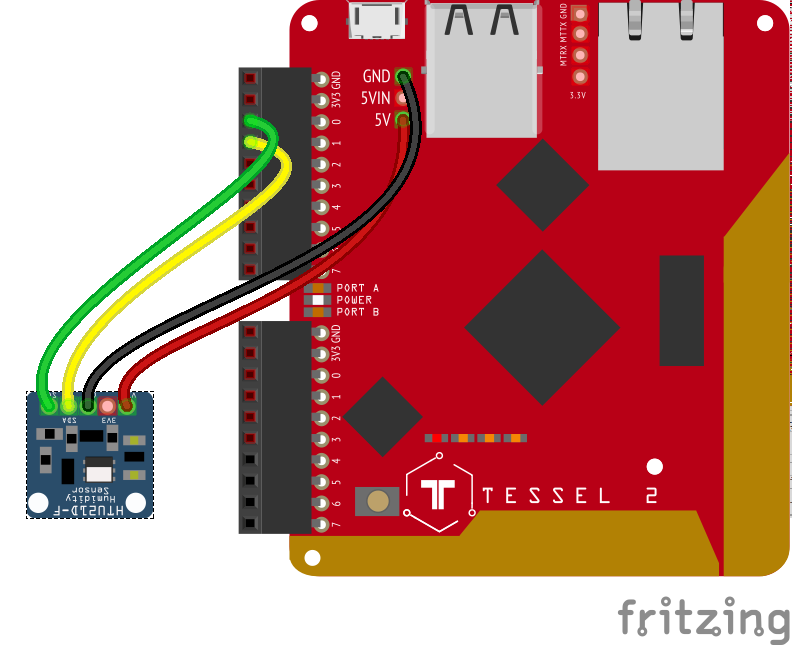 GND
5VIN
5V
MTRX MTTX GND
3.3V
GND
3V3
0
1
2
3
4
5
7
PORT A
POWER
PORT B
GND
3V3
0
1
2
3
4
5
6
7
TESSEL 2
SDA
3V3
HTU21D-F
Humidity
Sensor
fritzing